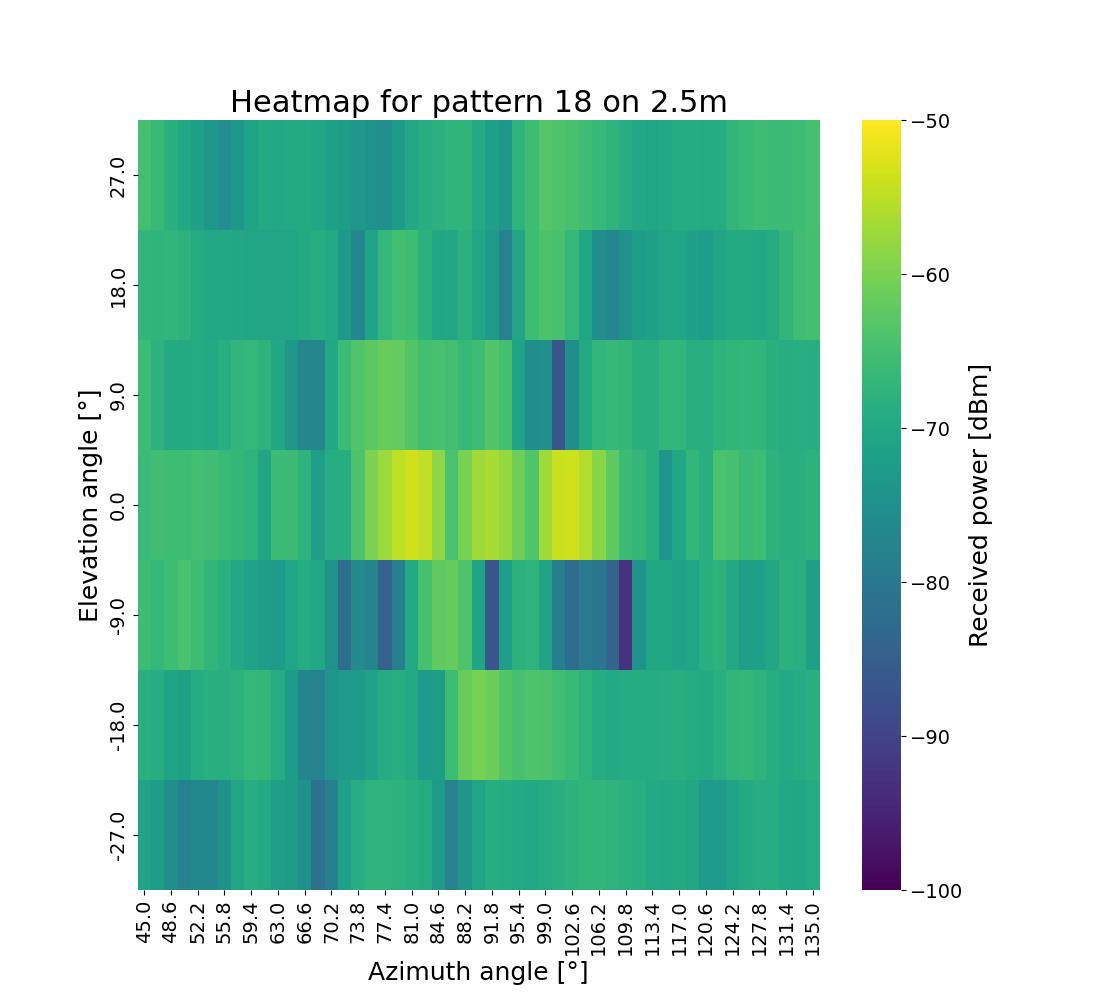 Heatmap for pattern 18 on 2.5m
Elevation angle [°]
27.0
18.0
9.0
0.0
-9.0
-18.0
-27.0
45.0 48.6 52.2 55.8 59.4 63.0 66.6 70.2 73.8 77.4 81.0 84.6 88.2 91.8 95.4 99.0 102.6 106.2 109.8 113.4 117.0 120.6 124.2 127.8 131.4 135.0
Azimuth angle [°]
−50
−60
−70
−80
−90
−100
Received power [dBm]